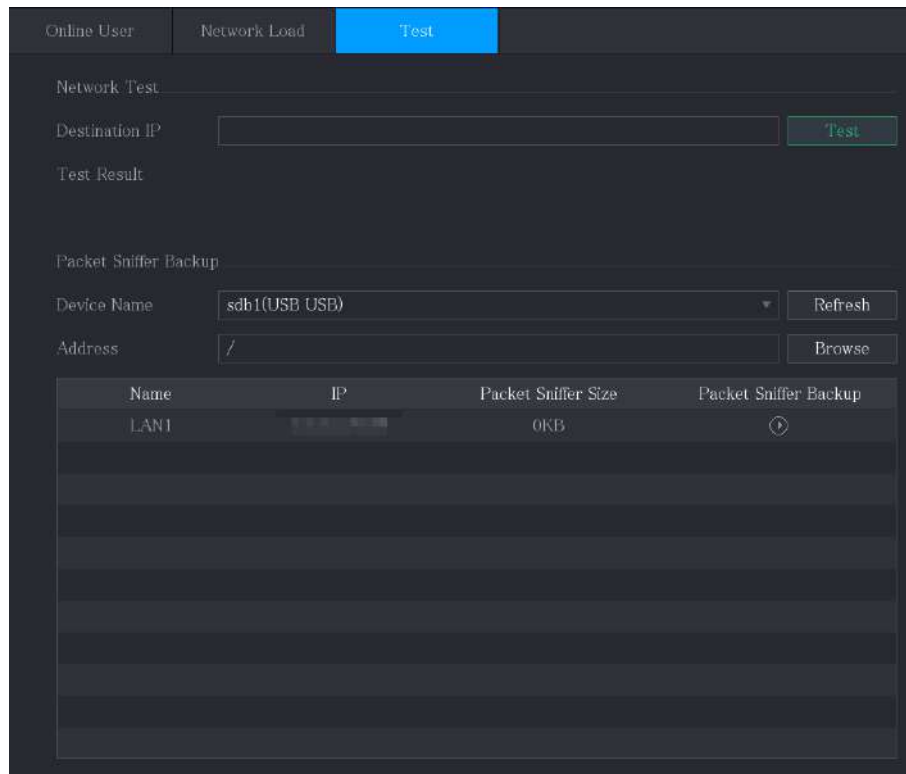 Online User Network Load Test
Network Test
Destination IP Test
Test Result
Packet Sniffer Backup
Device Name sdb1(USB USB) Refresh
Address / Browse
Name IP Packet Sniffer Size Packet Sniffer Backup
LAN1 0KB